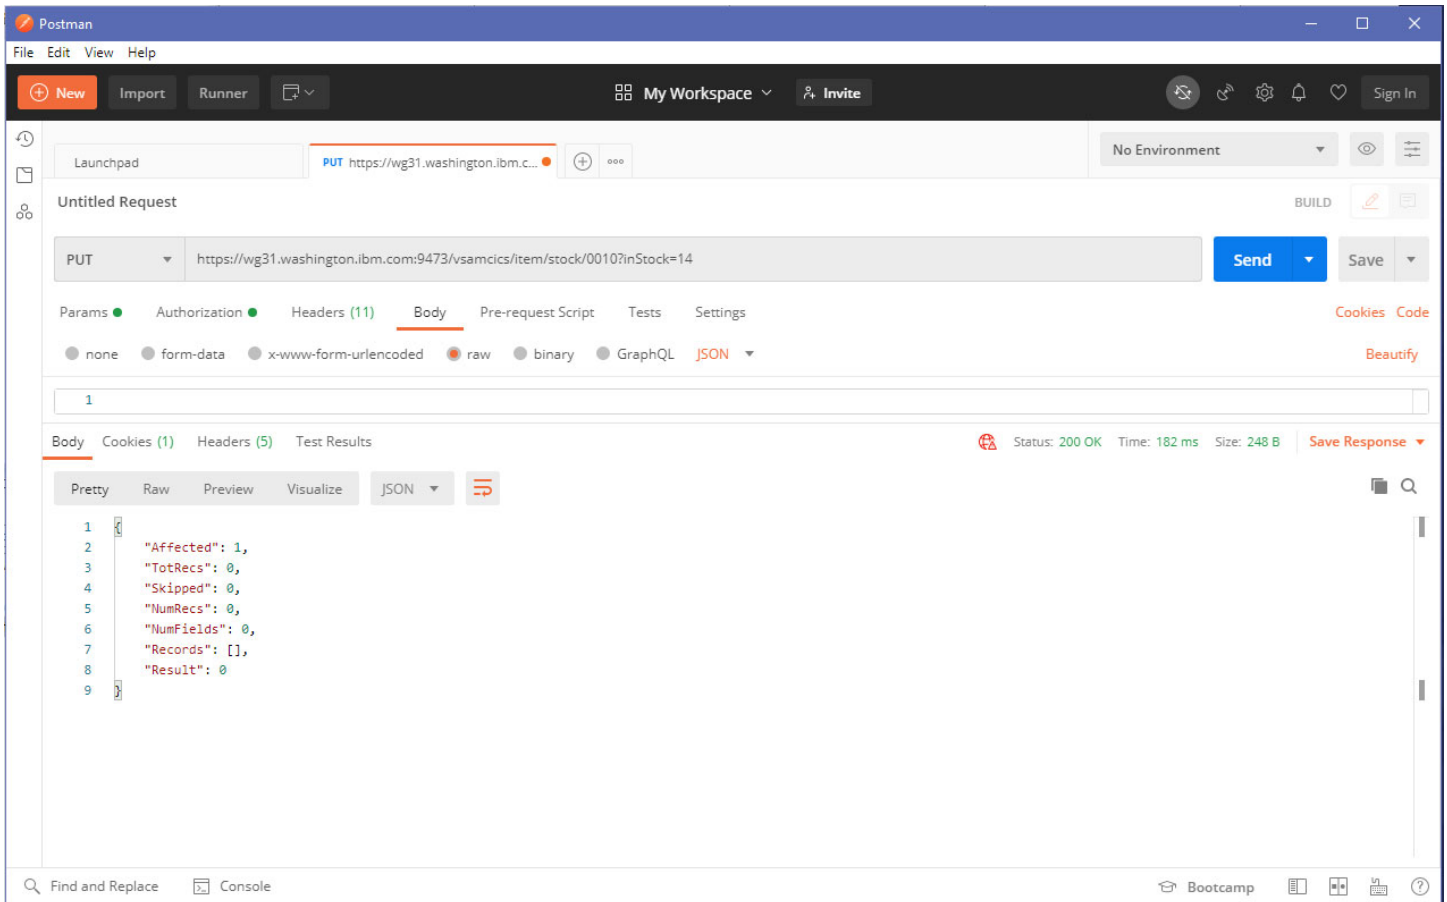 Postman
File Edit View Help
New Import Runner My Workspace Invite Sign In
Launchpad PUT https://wg31.washington.ibm.c... No Environment
Untitled Request BUILD
PUT https://wg31.washington.ibm.com:9473/vsamcics/item/stock/0010?inStock=14 Send Save
Params Authorization Headers (11) Body Pre-request Script Tests Settings Cookies Code
none form-data x-www-form-urlencoded raw binary GraphQL JSON Beautify
1
Body Cookies (1) Headers (5) Test Results Status: 200 OK Time: 182 ms Size: 248 B Save Response
Pretty Raw Preview Visualize JSON
1 {
2 "Affected": 1,
3 "TotRecs": 0,
4 "Skipped": 0,
5 "NumRecs": 0,
6 "NumFields": 0,
7 "Records": [],
8 "Result": 0
9 }
Find and Replace Console Bootcamp